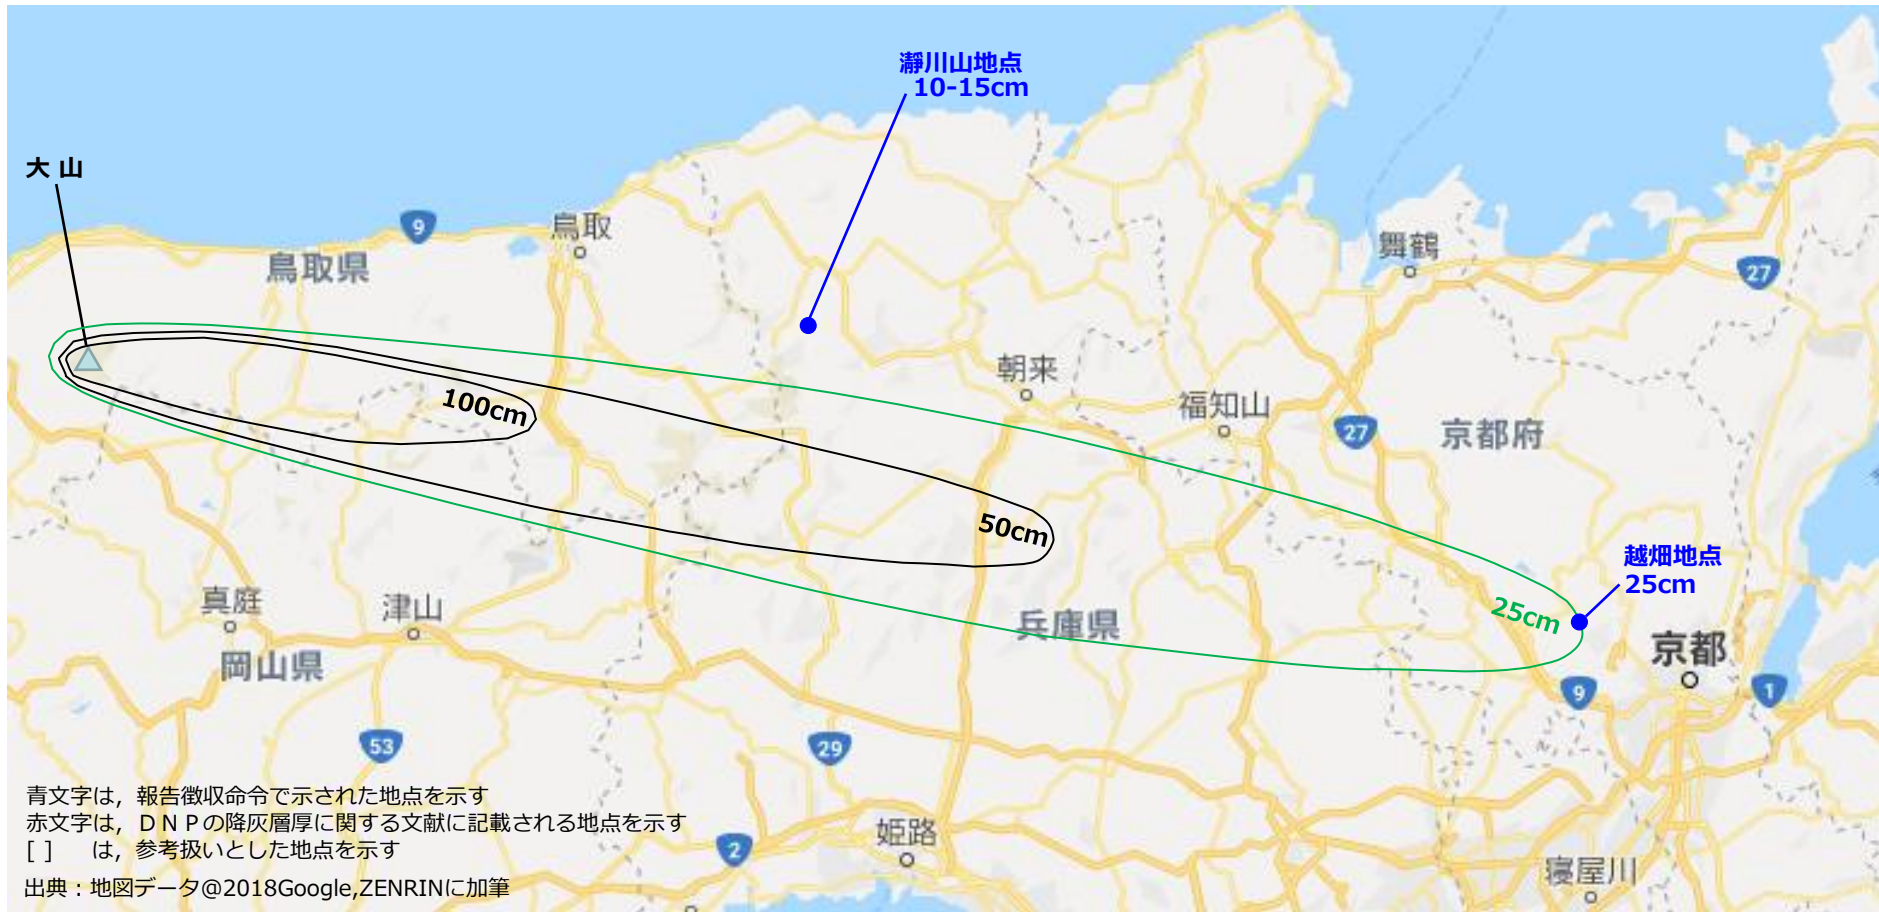 瀞川山地点
10-15cm
大 山
9
鳥取
鳥取県
舞鶴
27
朝来
福知山
100cm
27
京都府
50cm
越畑地点
25cm
25cm
真庭
津山
兵庫県
京都
岡山県
9
1
53
29
青文字は，報告徴収命令で示された地点を示す
赤文字は，ＤＮＰの降灰層厚に関する文献に記載される地点を示す
[ ]　は，参考扱いとした地点を示す
2
姫路
寝屋川
出典：地図データ@2018Google,ZENRINに加筆